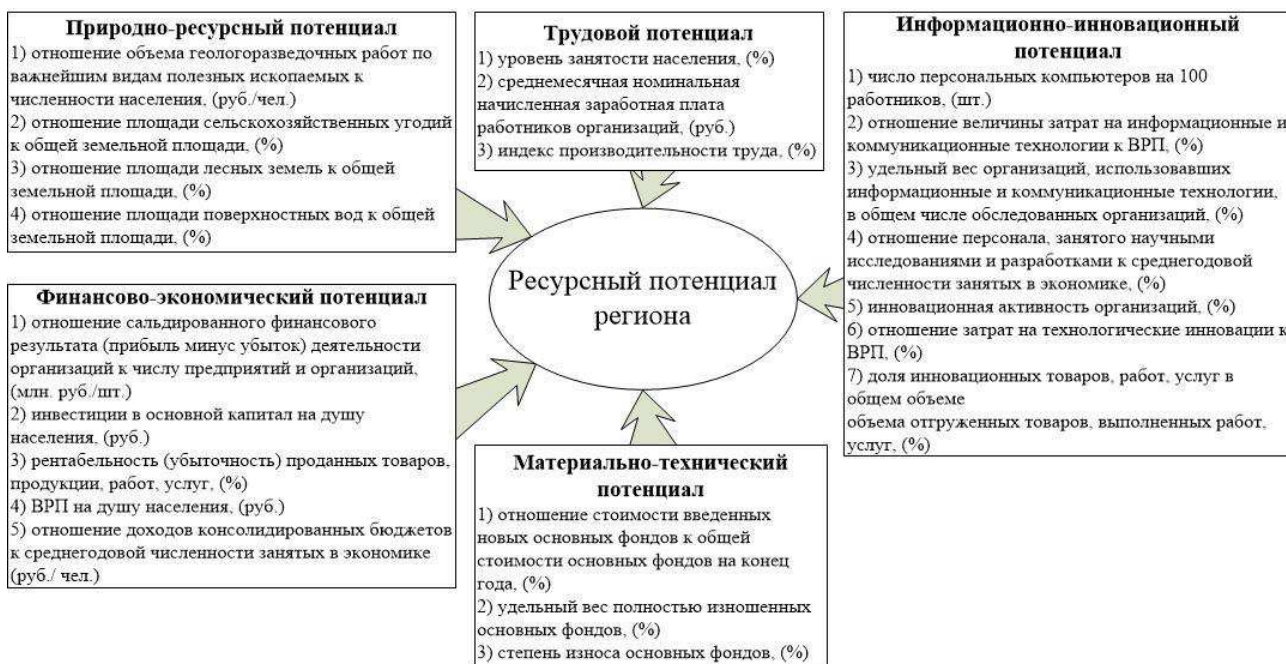 Природно-ресурсный потенциал
1) отношение объема геологоразведочных работ по
важнейшим видам полезных ископаемых к
численности населения, (руб./чел.)
2) отношение площади сельскохозяйственных угодий
к общей земельной площади, (%)
3) отношение площади лесных земель к общей
земельной площади, (%)
4) отношение площади поверхностных вод к общей
земельной площади, (%)
Трудовой потенциал
1) уровень занятости населения, (%)
2) среднемесячная номинальная
начисленная заработная плата
работников организаций, (руб.)
3) индекс производительности труда, (%)
Информационно-инновационный
потенциал
1) число персональных компьютеров на 100
работников, (шт.)
2) отношение величины затрат на информационные и
коммуникационные технологии к ВРП, (%)
3) удельный вес организаций, использовавших
информационные и коммуникационные технологии,
в общем числе обследованных организаций, (%)
4) отношение персонала, занятого научными
исследованиями и разработками к среднегодовой
численности занятых в экономике, (%)
5) инновационная активность организаций, (%)
6) отношение затрат на технологические инновации к
ВРП, (%)
7) доля инновационных товаров, работ, услуг в
общем объеме
объема отгруженных товаров, выполненных работ,
услуг, (%)
Ресурсный потенциал
региона
Финансово-экономический потенциал
1) отношение сальдированного финансового
результата (прибыль минус убыток) деятельности
организаций к числу предприятий и организаций,
(млн. руб./шт.)
2) инвестиции в основной капитал на душу
населения, (руб.)
3) рентабельность (убыточность) проданных товаров,
продукции, работ, услуг, (%)
4) ВРП на душу населения, (руб.)
5) отношение доходов консолидированных бюджетов
к среднегодовой численности занятых в экономике
(руб./ чел.)
Материально-технический
потенциал
1) отношение стоимости введенных
новых основных фондов к общей
стоимости основных фондов на конец
года, (%)
2) удельный вес полностью изношенных
основных фондов, (%)
3) степень износа основных фондов, (%)